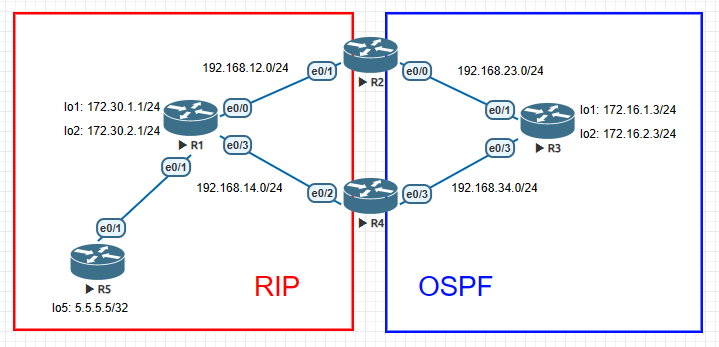 192.168.12.0/24
e0/1
R2
e0/0
192.168.23.0/24
lo1: 172.30.1.1/24
lo2: 172.30.2.1/24
e0/0
R1
e0/3
e0/1
e0/1
lo1: 172.16.1.3/24
lo2: 172.16.2.3/24
R3
e0/3
192.168.14.0/24
e0/2
R4
e0/3
192.168.34.0/24
e0/1
R5
lo5: 5.5.5.5/32
RIP
OSPF